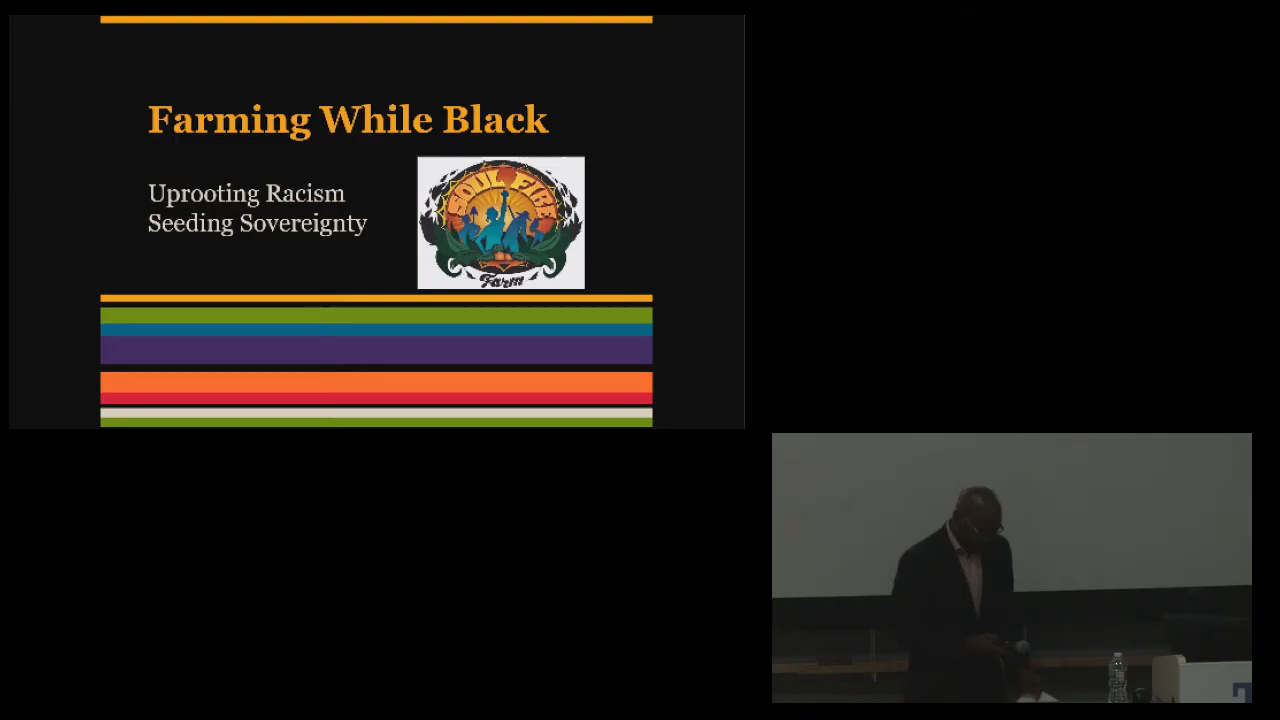 Farming While Black
Uprooting Racism
Seeding Sovereignty
SOUL FIRE
Farm